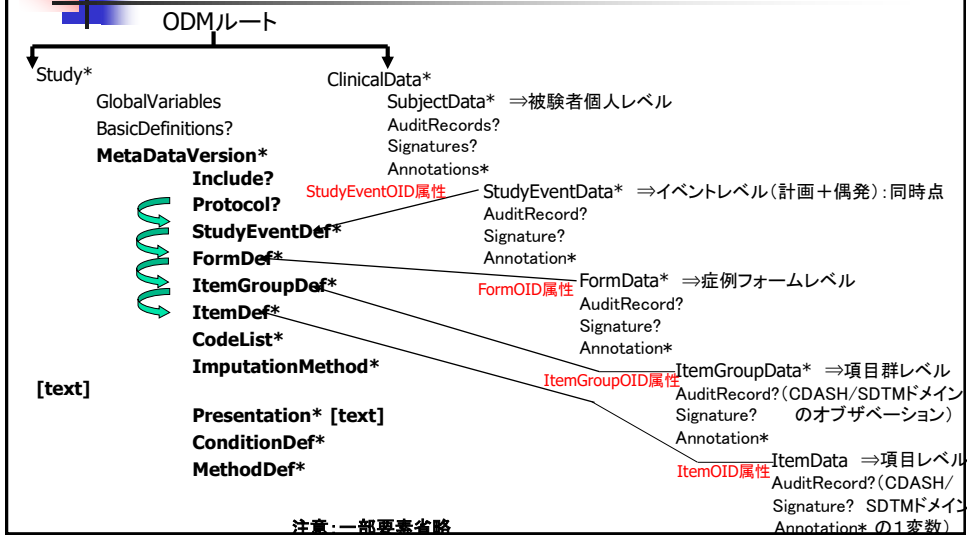 ODMルート
Study*
GlobalVariables
BasicDefinitions?
MetaDataVersion*
Include?
Protocol?
StudyEventDef*
FormDef*
ItemGroupDef*
ItemDef*
CodeList*
ImputationMethod*
[text]
Presentation* [text]
ConditionDef*
MethodDef*
ClinicalData*
SubjectData* ⇒被験者個人レベル
AuditRecords?
Signatures?
Annotations*
StudyEventOID属性
StudyEventData* ⇒イベントレベル(計画+偶発):同時点
AuditRecord?
Signature?
Annotation*
FormOID属性
FormData* ⇒症例フォームレベル
AuditRecord?
Signature?
Annotation*
ItemGroupOID属性
ItemGroupData* ⇒項目群レベル
AuditRecord?(CDASH/SDTMドメイン
Signature? のオブザベーション)
Annotation*
ItemOID属性
ItemData ⇒項目レベル
AuditRecord?(CDASH/
Signature? SDTMドメイン
Annotation* の1変数)
注意:一部要素省略